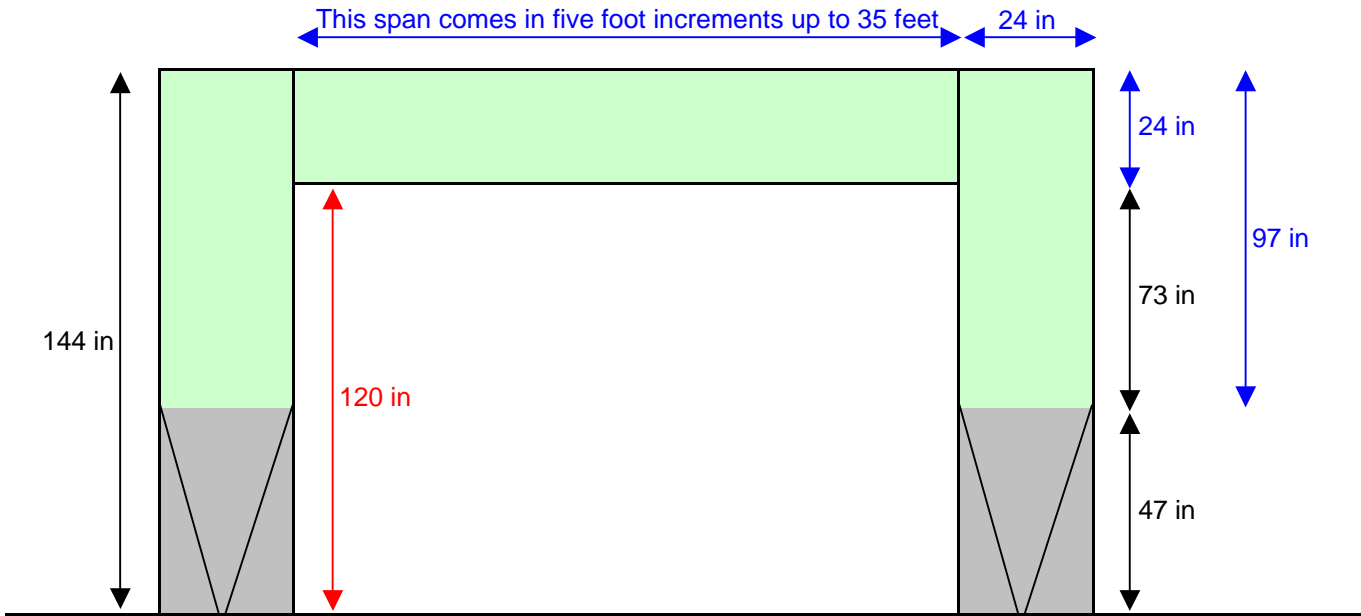 This span comes in five foot increments up to 35 feet
24 in
24 in
97 in
73 in
144 in
120 in
47 in